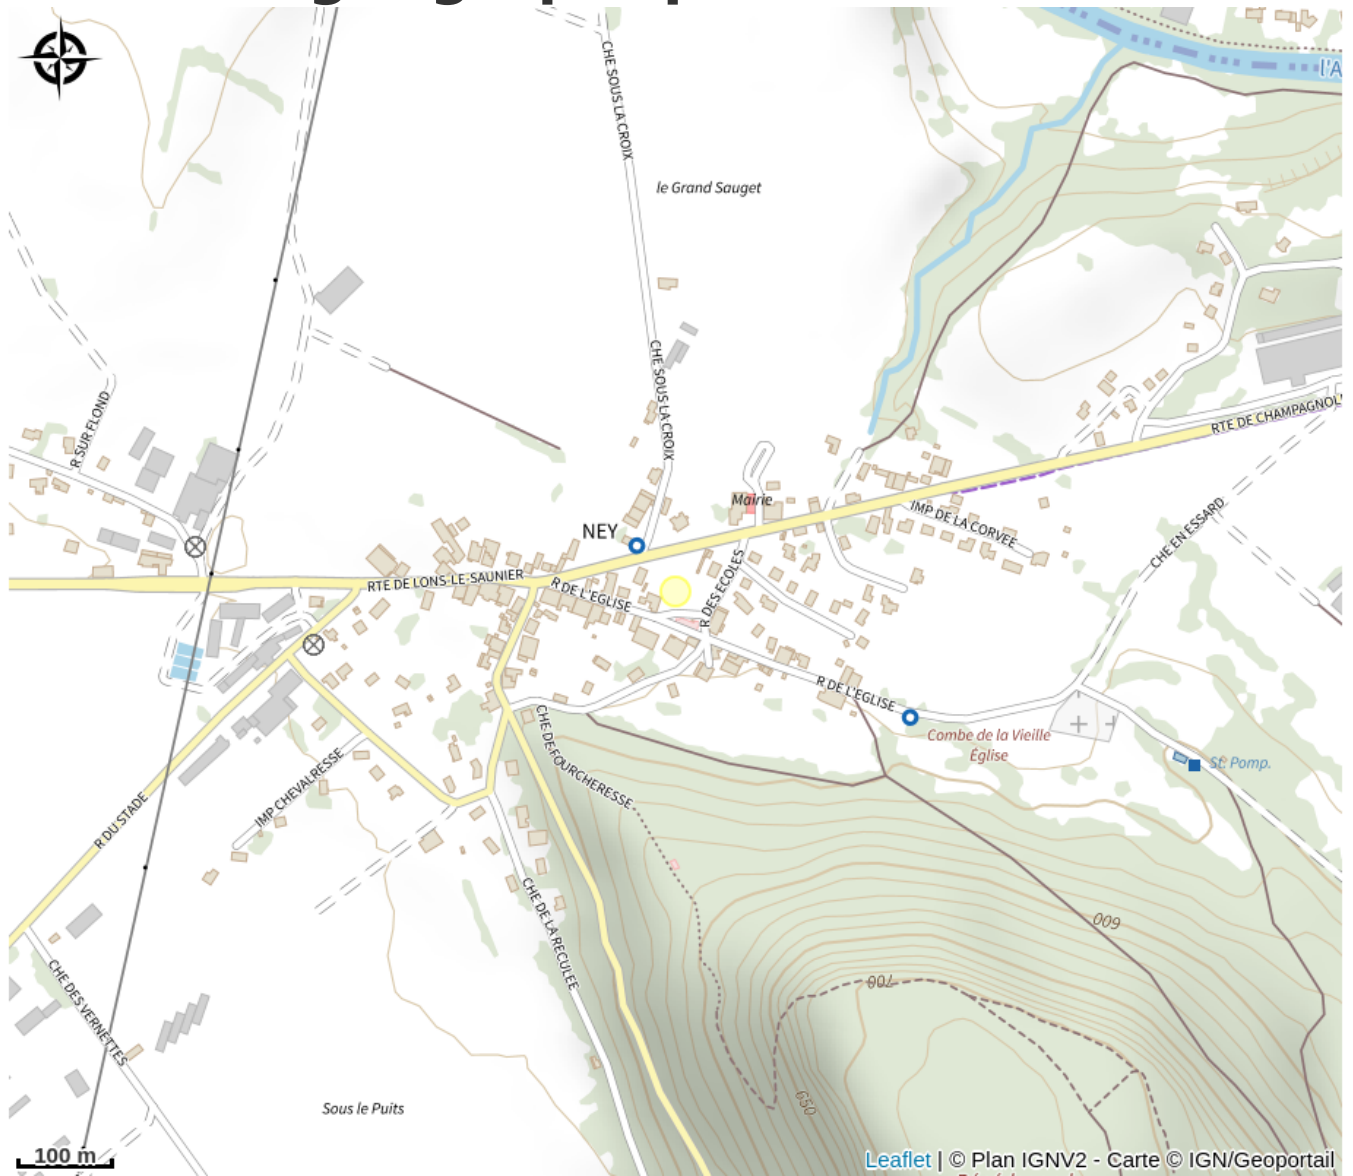 CHE SOUS LA CROIX
l'A
le Grand Sauget
CHE SOUS LA CROIX
R SUR FLOND
RTE DE CHAMPAGNOL
Mairie
NEY
IMP DE LA CORVEE
CHE EN ESSARD
RTE DE LONS-LE-SAUNIER
R DE L'EGLISE
R DES ECOLES
R DE L'EGLISE
Combe de la Vieille
Église
St. Pomp.
CHE DE FOURCHERESSE
IMP CHEVALRESSE
R DU STADE
CHE DE LA RECULEE
600
700
CHE DES VERNETTES
650
Sous le Puits
100 m
Leaflet | © Plan IGNV2 - Carte © IGN/Geoportail